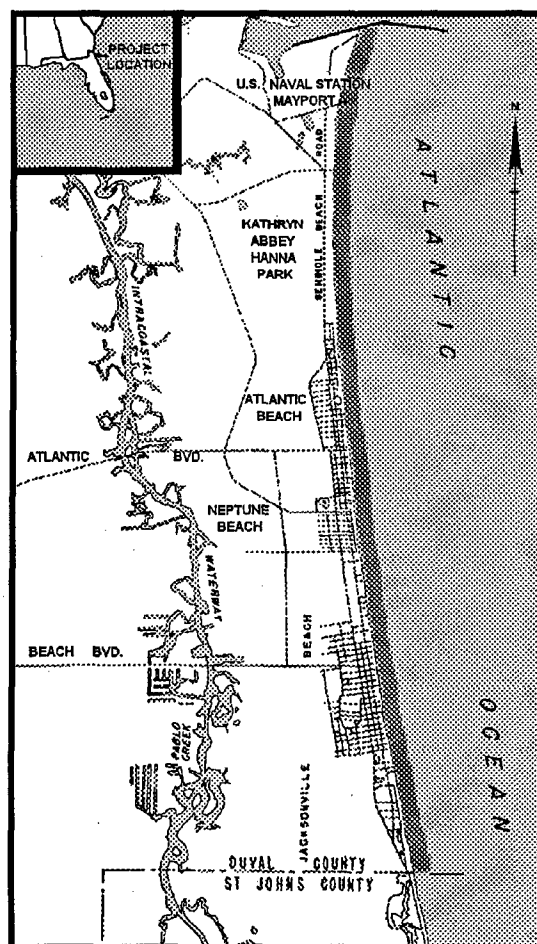 PROJECT
LOCATION
U.S. NAVAL STATION
MAYPORT
N
ROAD
SEMINOLE BEACH
KATHRYN
ABBEY
HANNA
PARK
ATLANTIC
INTRACOASTAL
ATLANTIC
BEACH
ATLANTIC BVD.
NEPTUNE
BEACH
WATERWAY
BEACH
BEACH BVD.
OCEAN
PABLO
CREEK
JACKSONVILLE
DUVAL COUNTY
ST JOHNS COUNTY